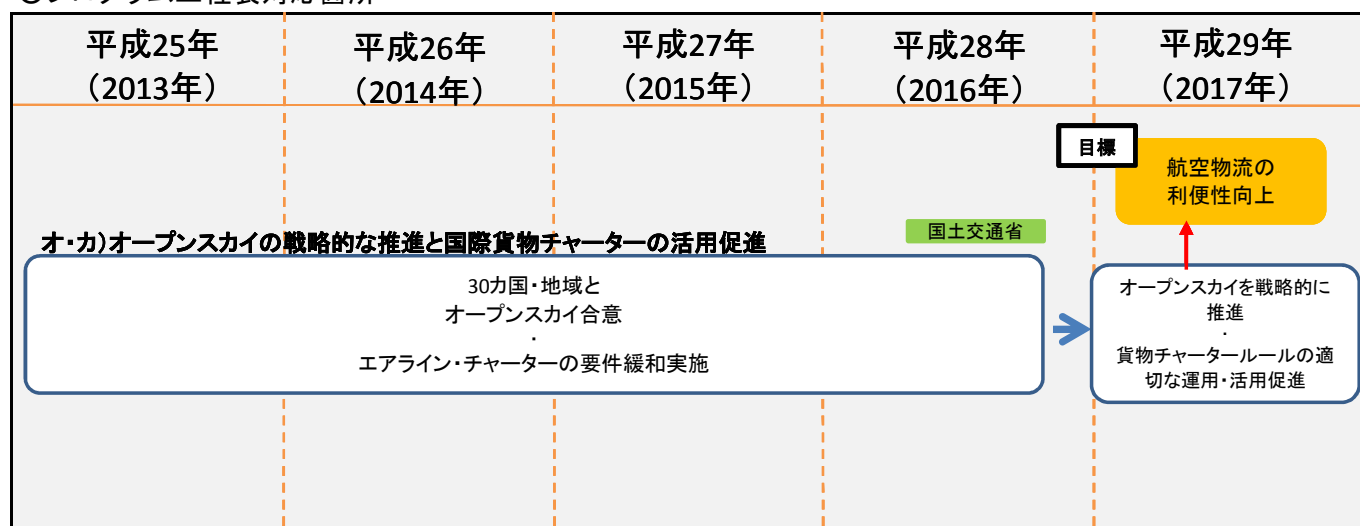 平成25年
(2013年)
平成26年
(2014年)
平成27年
(2015年)
平成28年
(2016年)
平成29年
(2017年)
目標
航空物流の
利便性向上
オ・カ)オープンスカイの戦略的な推進と国際貨物チャーターの活用促進
国土交通省
30カ国・地域と
オープンスカイ合意
・
エアライン・チャーターの要件緩和実施
オープンスカイを戦略的に
推進
・
貨物チャータールールの適
切な運用・活用促進